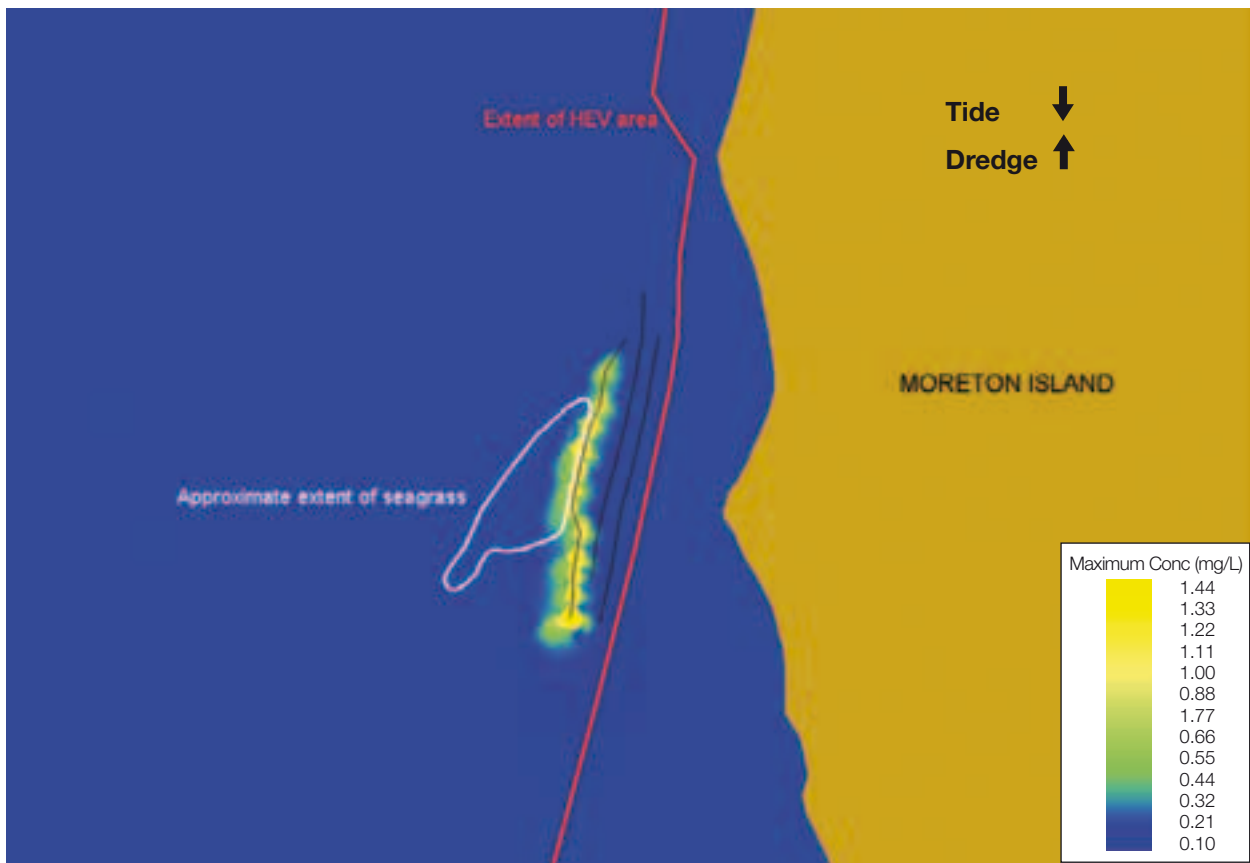 Extent of HEV area
Tide
Dredge
MORETON ISLAND
Approximate extent of seagrass
Maximum Conc (mg/L)
1.44
1.33
1.22
1.11
1.00
0.88
1.77
0.66
0.55
0.44
0.32
0.21
0.10